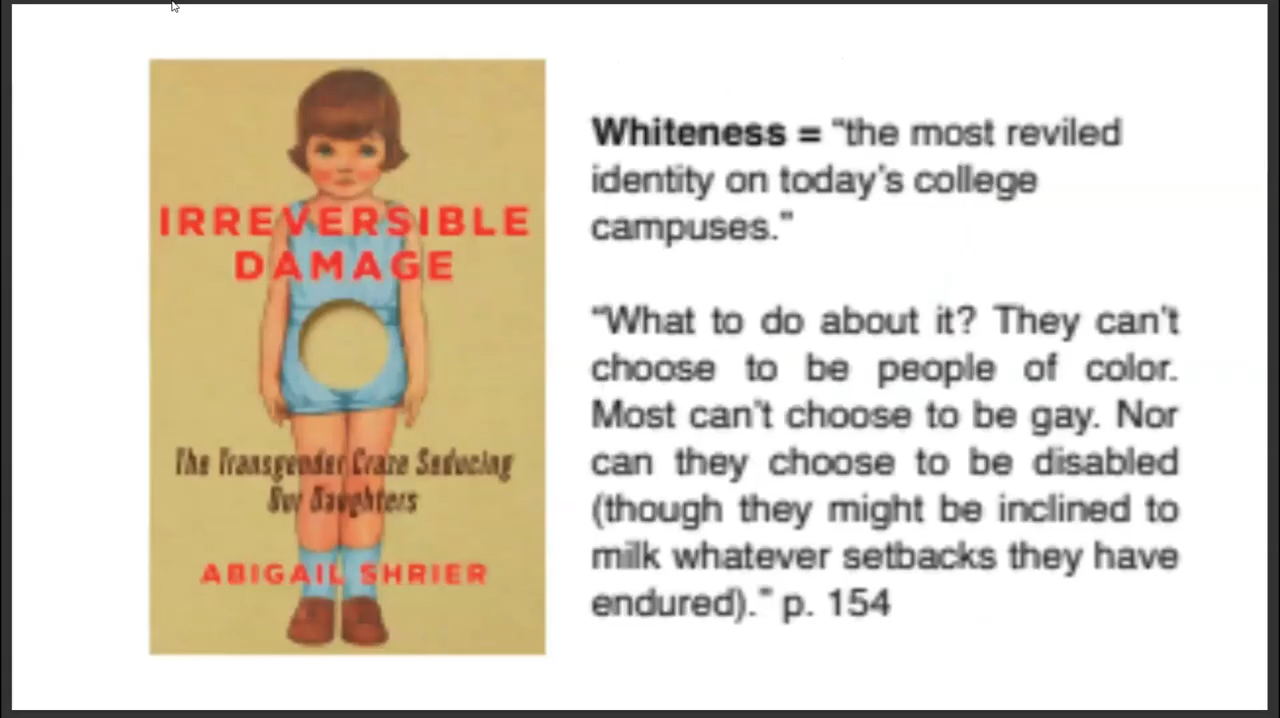 IRREVERSIBLE
DAMAGE
The Transgender Craze Seducing
Our Daughters
ABIGAIL SHRIER
Whiteness = "the most reviled
identity on today's college
campuses."
"What to do about it? They can't
choose to be people of color.
Most can't choose to be gay. Nor
can they choose to be disabled
(though they might be inclined to
milk whatever setbacks they have
endured)." p. 154